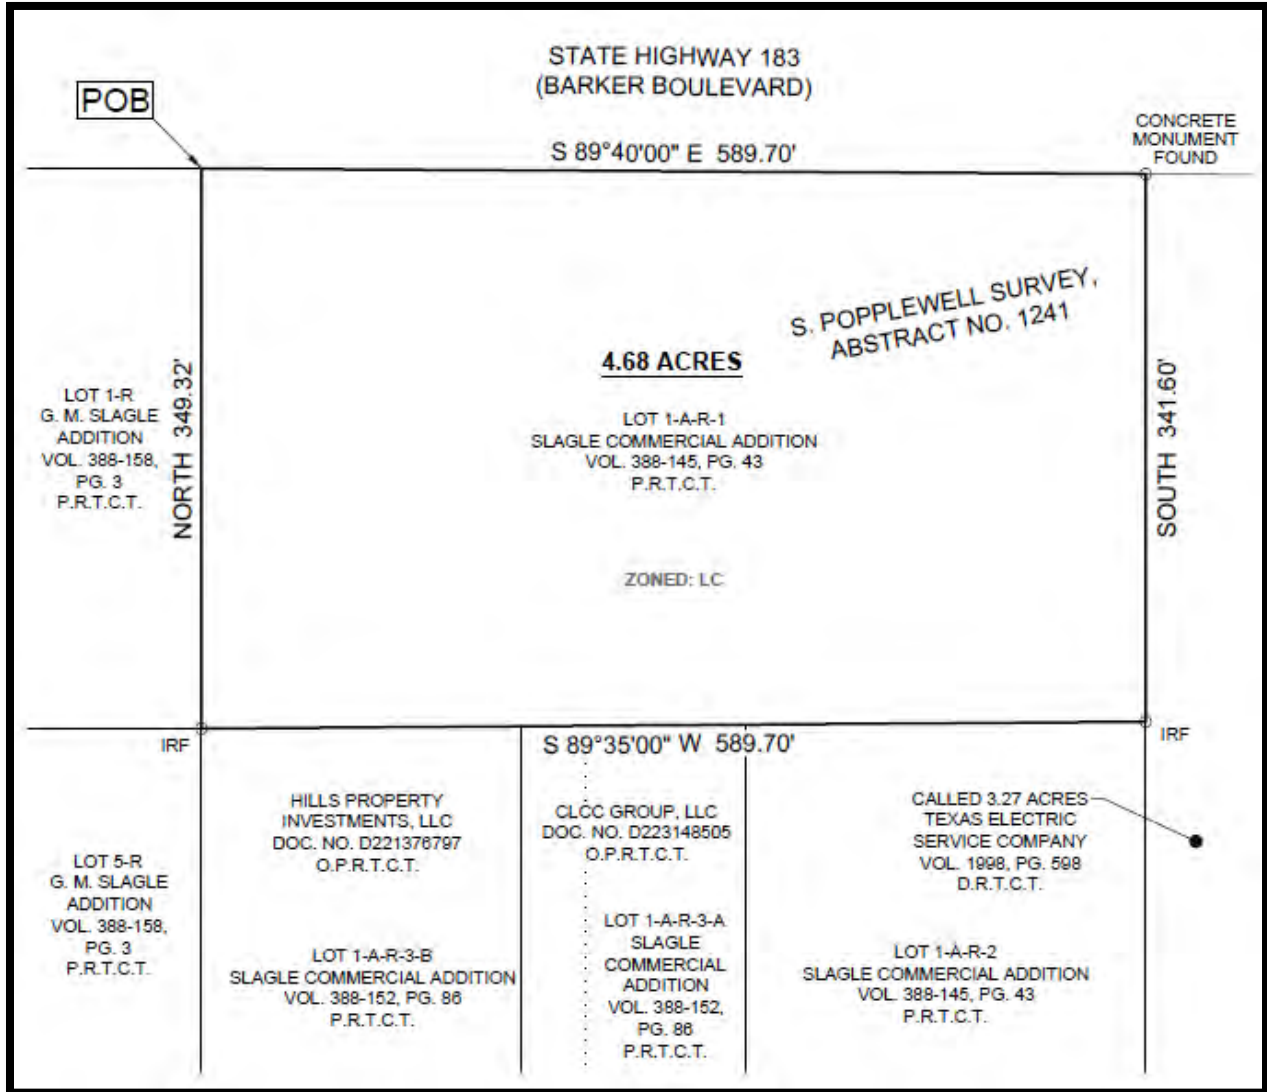 STATE HIGHWAY 183
(BARKER BOULEVARD)
POB
CONCRETE
MONUMENT
FOUND
S 89°40'00" E 589.70'
S. POPPLEWELL SURVEY,
ABSTRACT NO. 1241
4.68 ACRES
LOT 1-R
G. M. SLAGLE
ADDITION
VOL. 388-158,
PG. 3
P.R.T.C.T.
NORTH 349.32'
LOT 1-A-R-1
SLAGLE COMMERCIAL ADDITION
VOL. 388-145, PG. 43
P.R.T.C.T.
SOUTH 341.60'
ZONED: LC
IRF
S 89°35'00" W 589.70'
IRF
HILLS PROPERTY
INVESTMENTS, LLC
DOC. NO. D221376797
O.P.R.T.C.T.
CLCC GROUP, LLC
DOC. NO. D223148505
O.P.R.T.C.T.
CALLED 3.27 ACRES
TEXAS ELECTRIC
SERVICE COMPANY
VOL. 1998, PG. 598
D.R.T.C.T.
LOT 5-R
G. M. SLAGLE
ADDITION
VOL. 388-158,
PG. 3
P.R.T.C.T.
LOT 1-A-R-3-B
SLAGLE COMMERCIAL ADDITION
VOL. 388-152, PG. 86
P.R.T.C.T.
LOT 1-A-R-3-A
SLAGLE
COMMERCIAL
ADDITION
VOL. 388-152,
PG. 86
P.R.T.C.T.
LOT 1-A-R-2
SLAGLE COMMERCIAL ADDITION
VOL. 388-145, PG. 43
P.R.T.C.T.